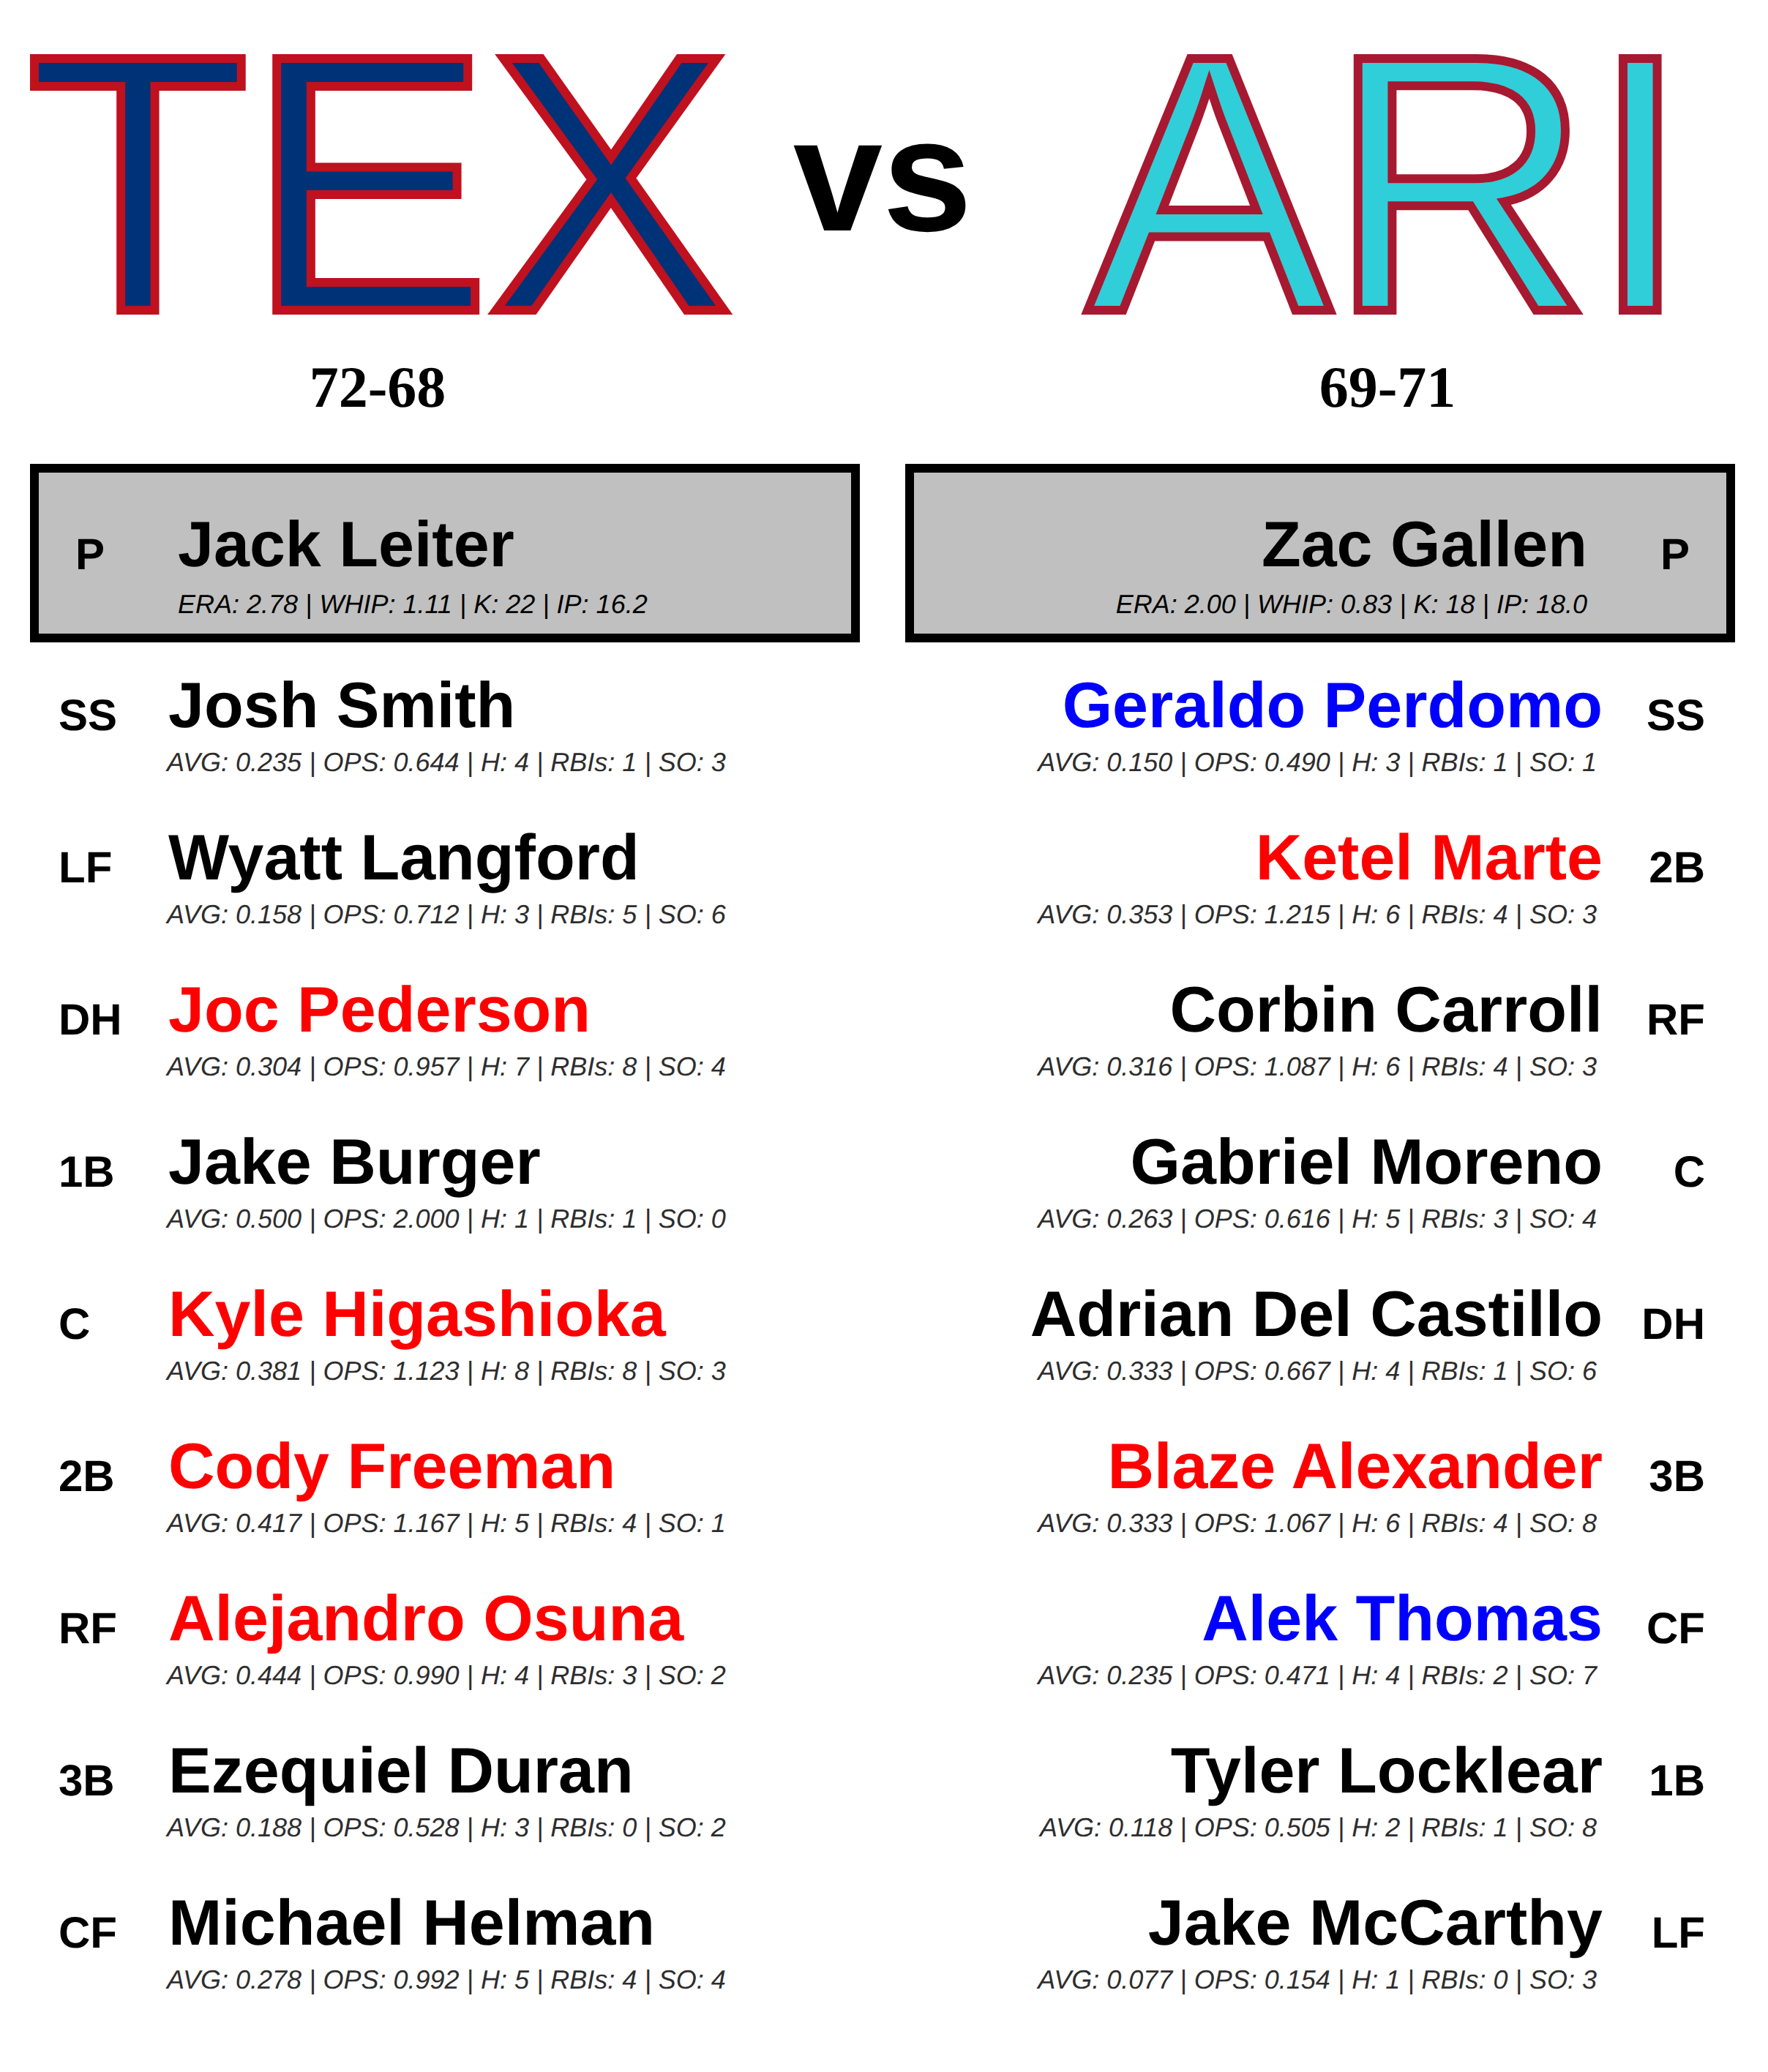 TEX vs ARI
72-68
69-71
P Jack Leiter
ERA: 2.78 | WHIP: 1.11 | K: 22 | IP: 16.2
Zac Gallen P
ERA: 2.00 | WHIP: 0.83 | K: 18 | IP: 18.0
SS Josh Smith
AVG: 0.235 | OPS: 0.644 | H: 4 | RBIs: 1 | SO: 3
LF Wyatt Langford
AVG: 0.158 | OPS: 0.712 | H: 3 | RBIs: 5 | SO: 6
DH Joc Pederson
AVG: 0.304 | OPS: 0.957 | H: 7 | RBIs: 8 | SO: 4
1B Jake Burger
AVG: 0.500 | OPS: 2.000 | H: 1 | RBIs: 1 | SO: 0
C Kyle Higashioka
AVG: 0.381 | OPS: 1.123 | H: 8 | RBIs: 8 | SO: 3
2B Cody Freeman
AVG: 0.417 | OPS: 1.167 | H: 5 | RBIs: 4 | SO: 1
RF Alejandro Osuna
AVG: 0.444 | OPS: 0.990 | H: 4 | RBIs: 3 | SO: 2
3B Ezequiel Duran
AVG: 0.188 | OPS: 0.528 | H: 3 | RBIs: 0 | SO: 2
CF Michael Helman
AVG: 0.278 | OPS: 0.992 | H: 5 | RBIs: 4 | SO: 4
Geraldo Perdomo SS
AVG: 0.150 | OPS: 0.490 | H: 3 | RBIs: 1 | SO: 1
Ketel Marte 2B
AVG: 0.353 | OPS: 1.215 | H: 6 | RBIs: 4 | SO: 3
Corbin Carroll RF
AVG: 0.316 | OPS: 1.087 | H: 6 | RBIs: 4 | SO: 3
Gabriel Moreno C
AVG: 0.263 | OPS: 0.616 | H: 5 | RBIs: 3 | SO: 4
Adrian Del Castillo DH
AVG: 0.333 | OPS: 0.667 | H: 4 | RBIs: 1 | SO: 6
Blaze Alexander 3B
AVG: 0.333 | OPS: 1.067 | H: 6 | RBIs: 4 | SO: 8
Alek Thomas CF
AVG: 0.235 | OPS: 0.471 | H: 4 | RBIs: 2 | SO: 7
Tyler Locklear 1B
AVG: 0.118 | OPS: 0.505 | H: 2 | RBIs: 1 | SO: 8
Jake McCarthy LF
AVG: 0.077 | OPS: 0.154 | H: 1 | RBIs: 0 | SO: 3